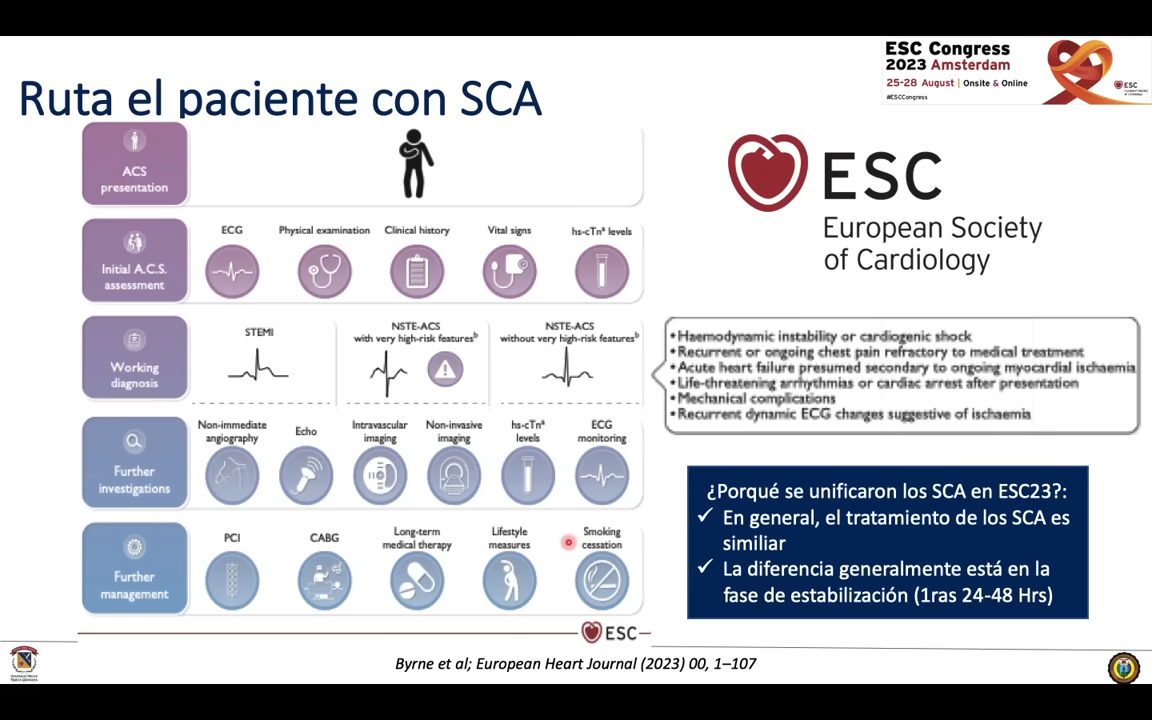 Ruta el paciente con SCA
ESC Congress
2023 Amsterdam
25-28 August | Onsite & Online
#ESCCongress
ESC
ESC
European Society
of Cardiology
ACS
presentation
Initial A.C.S.
assessment
ECG
Physical examination
Clinical history
Vital signs
hs-cTnª levels
Working
diagnosis
STEMI
NSTE-ACS
with very high-risk featuresᵇ
NSTE-ACS
without very high-risk featuresᵇ
•Haemodynamic instability or cardiogenic shock
•Recurrent or ongoing chest pain refractory to medical treatment
•Acute heart failure presumed secondary to ongoing myocardial ischaemia
•Life-threatening arrhythmias or cardiac arrest after presentation
•Mechanical complications
•Recurrent dynamic ECG changes suggestive of ischaemia
Further
investigations
Non-immediate
angiography
Echo
Intravascular
imaging
Non-invasive
imaging
hs-cTnª
levels
ECG
monitoring
Further
management
PCI
CABG
Long-term
medical therapy
Lifestyle
measures
Smoking
cessation
¿Porqué se unificaron los SCA en ESC23?:
✓ En general, el tratamiento de los SCA es
similiar
✓ La diferencia generalmente está en la
fase de estabilización (1ras 24-48 Hrs)
ESC
Byrne et al; European Heart Journal (2023) 00, 1–107